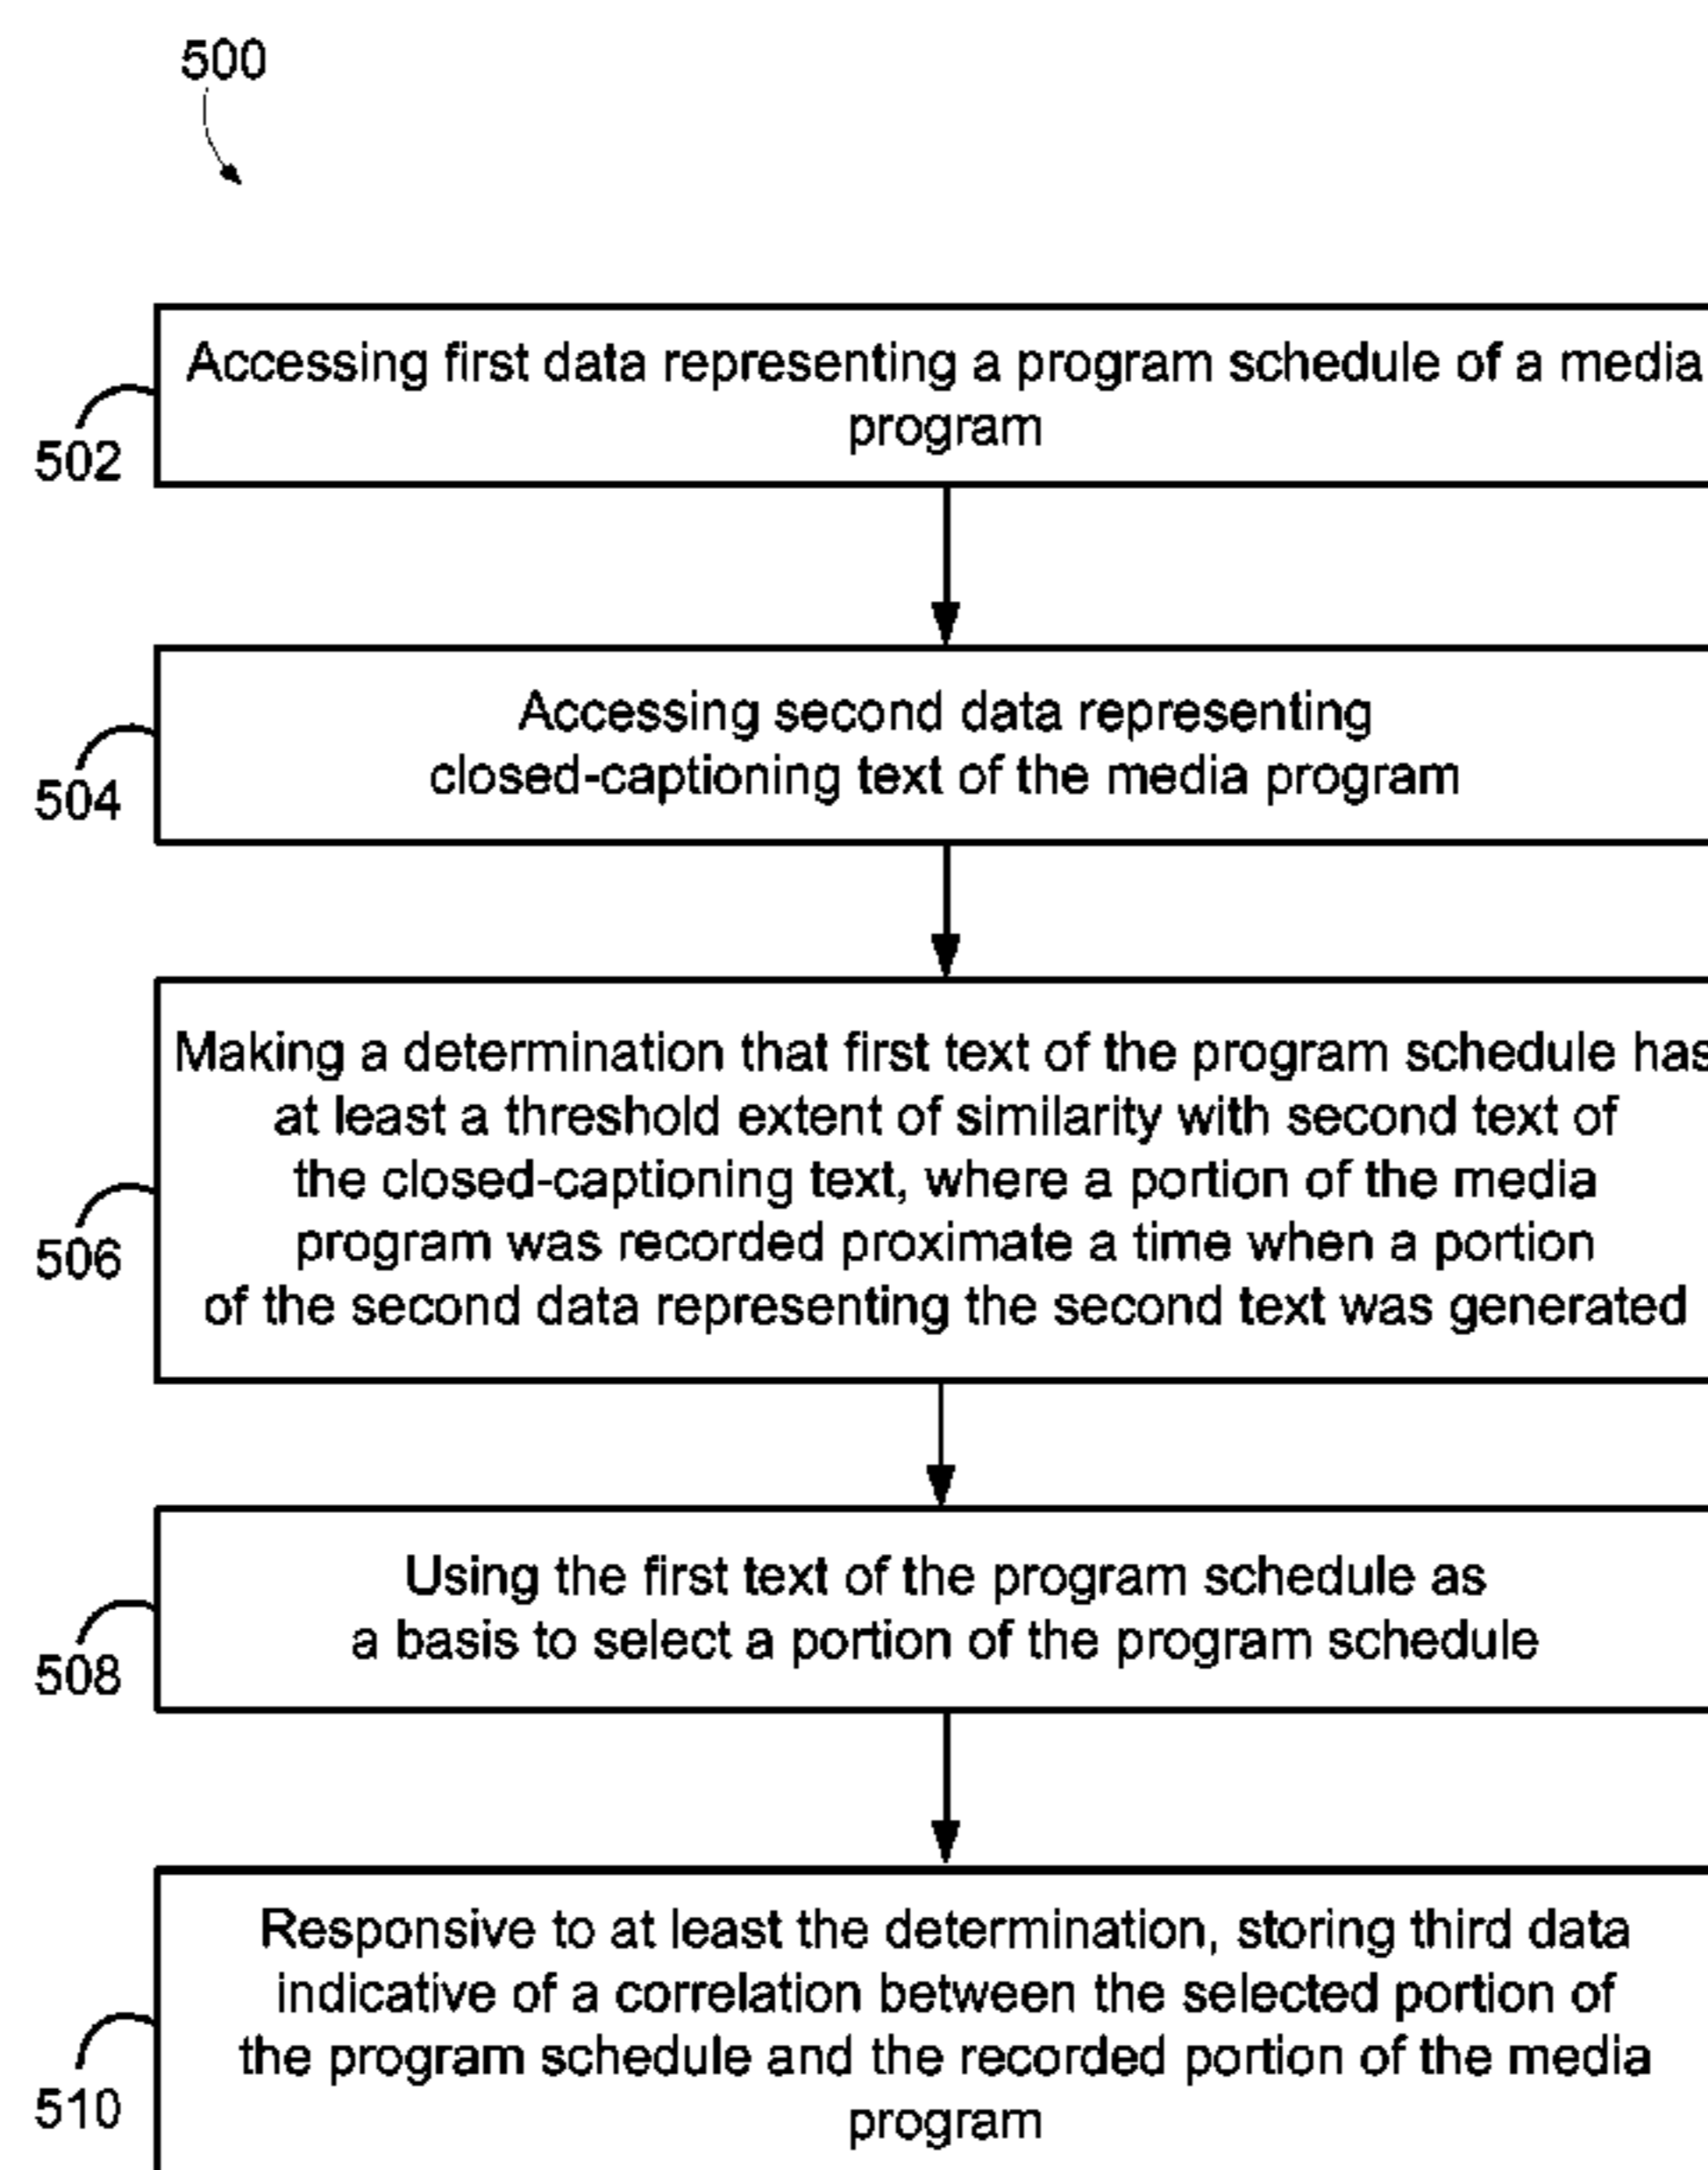 500
Accessing first data representing a program schedule of a media
program
502
Accessing second data representing
closed-captioning text of the media program
504
Making a determination that first text of the program schedule has
at least a threshold extent of similarity with second text of
the closed-captioning text, where a portion of the media
program was recorded proximate a time when a portion
of the second data representing the second text was generated
506
Using the first text of the program schedule as
a basis to select a portion of the program schedule
508
Responsive to at least the determination, storing third data
indicative of a correlation between the selected portion of
the program schedule and the recorded portion of the media
program
510